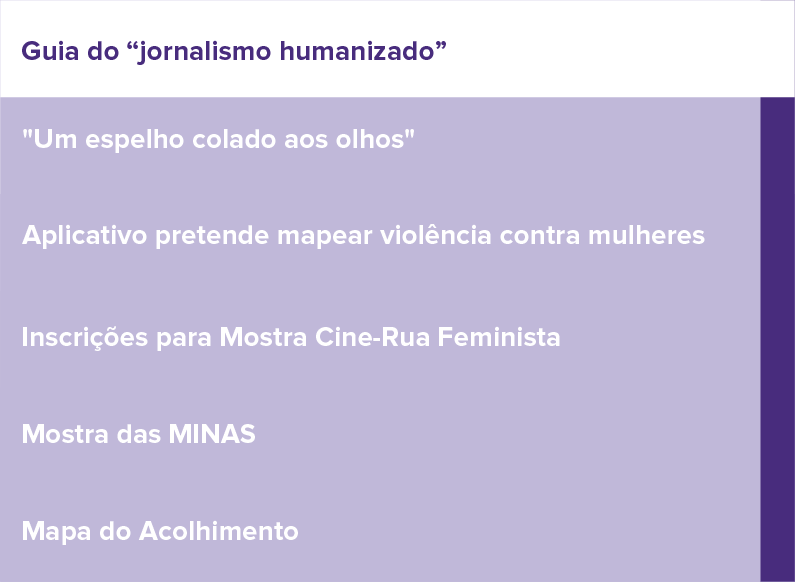 Guia do “jornalismo humanizado”
"Um espelho colado aos olhos"
Aplicativo pretende mapear violência contra mulheres
Inscrições para Mostra Cine-Rua Feminista
Mostra das MINAS
Mapa do Acolhimento